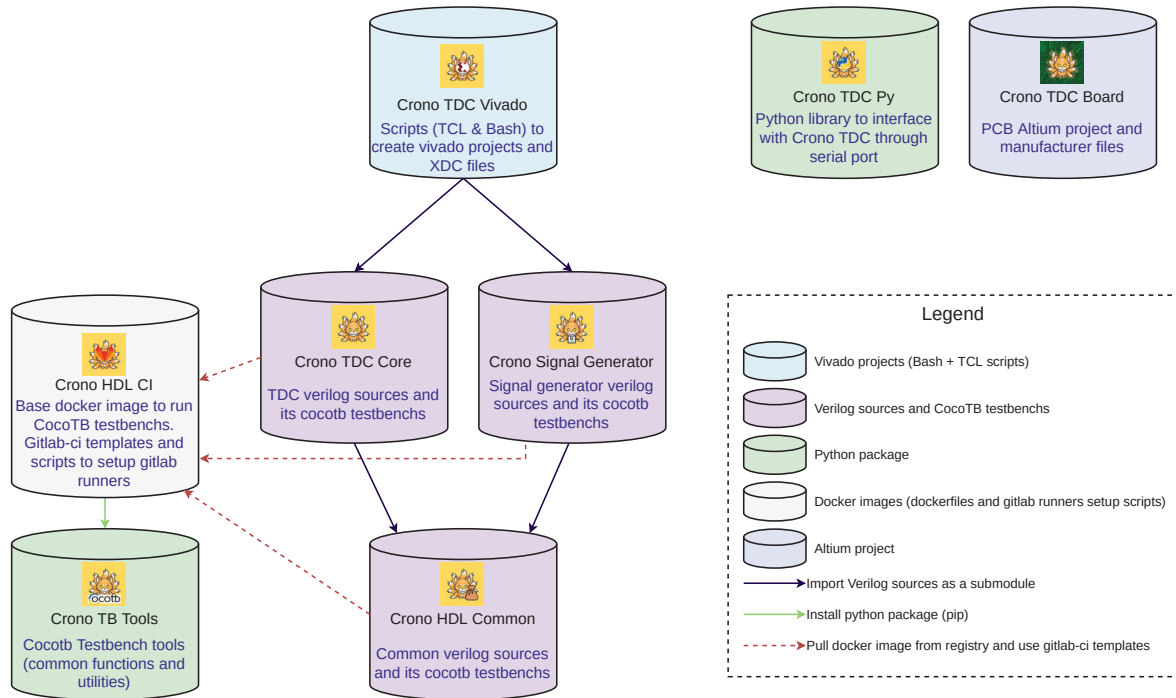 Crono TDC Vivado
Scripts (TCL & Bash) to
create vivado projects and
XDC files
Crono TDC Py
Python library to interface
with Crono TDC through
serial port
Crono TDC Board
PCB Altium project and
manufacturer files
Crono HDL CI
Base docker image to run
CocoTB testbenchs.
Gitlab-ci templates and
scripts to setup gitlab
runners
Crono TDC Core
TDC verilog sources and
its cocotb testbenchs
Crono Signal Generator
Signal generator verilog
sources and its cocotb
testbenchs
ocotb
Crono TB Tools
Cocotb Testbench tools
(common functions and
utilities)
Crono HDL Common
Common verilog sources
and its cocotb testbenchs
Legend
Vivado projects (Bash + TCL scripts)
Verilog sources and CocoTB testbenchs
Python package
Docker images (dockerfiles and gitlab runners setup scripts)
Altium project
Import Verilog sources as a submodule
Install python package (pip)
Pull docker image from registry and use gitlab-ci templates